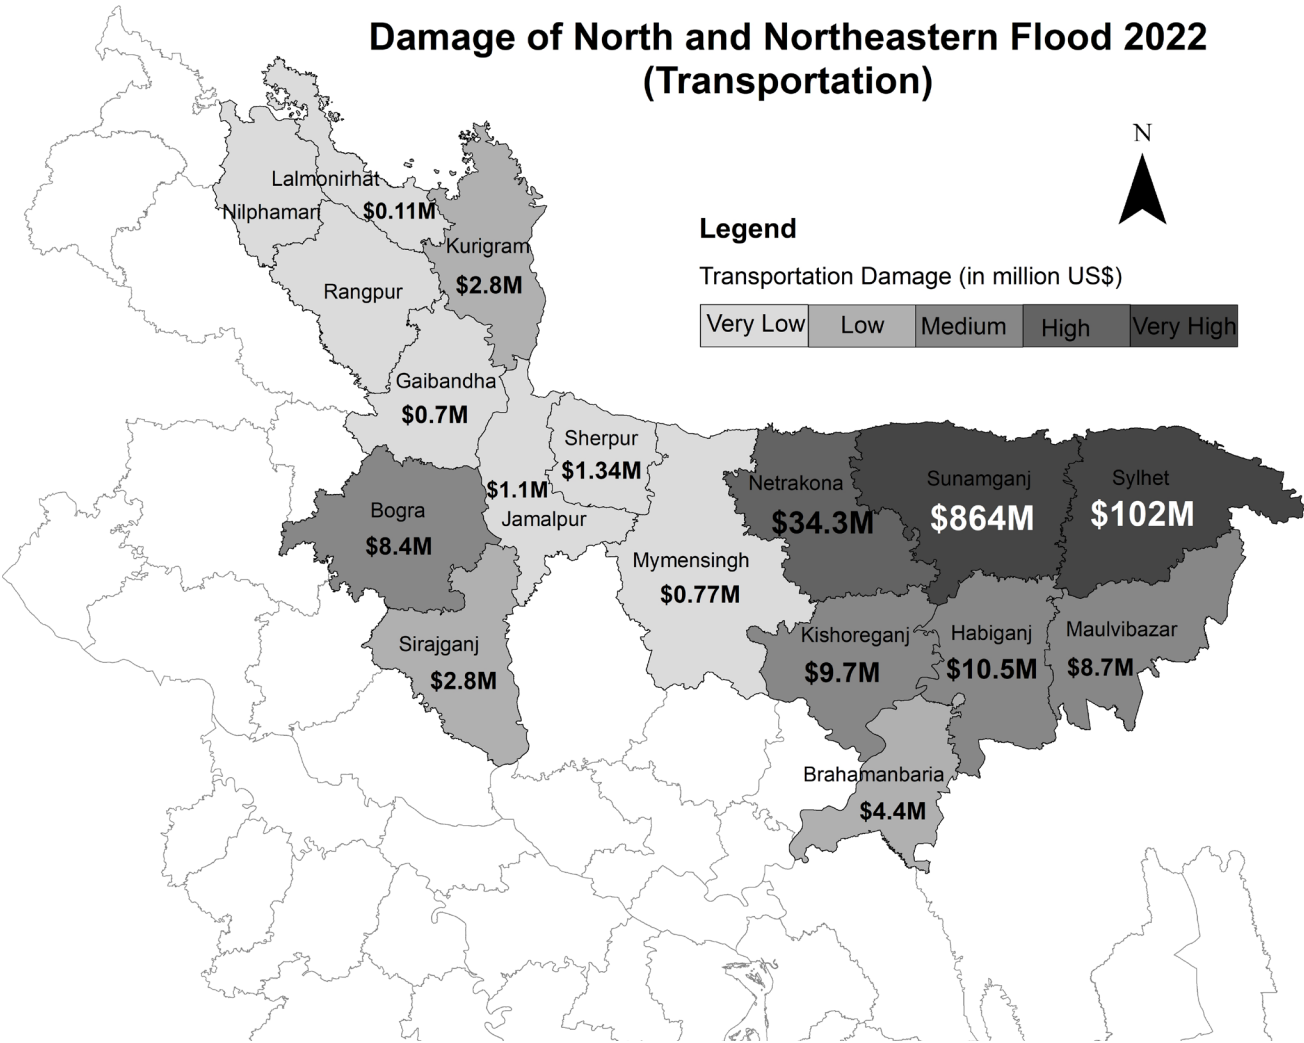 Damage of North and Northeastern Flood 2022
(Transportation)
N
Legend
Transportation Damage (in million US$)
Very Low
Low
Medium
High
Very High
Lalmonirhat
$0.11M
Nilphamari
Kurigram
$2.8M
Rangpur
Gaibandha
$0.7M
Sherpur
$1.34M
$1.1M
Jamalpur
Bogra
$8.4M
Netrakona
$34.3M
Sunamganj
$864M
Sylhet
$102M
Mymensingh
$0.77M
Sirajganj
$2.8M
Kishoreganj
$9.7M
Habiganj
$10.5M
Maulvibazar
$8.7M
Brahamanbaria
$4.4M